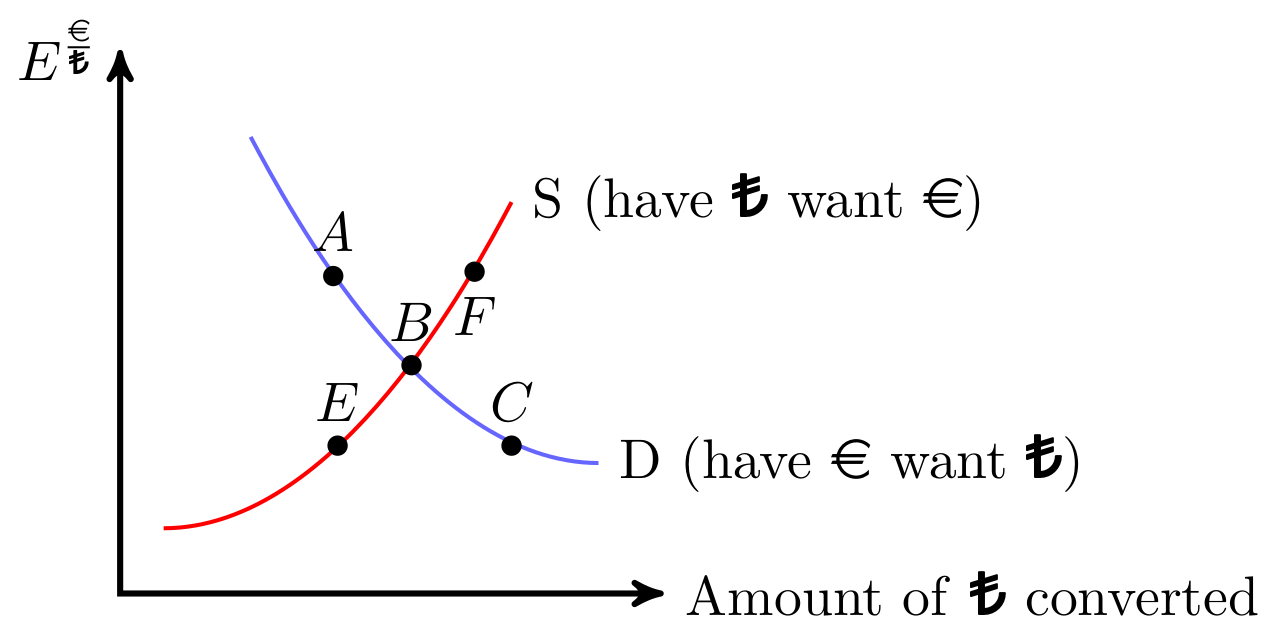 E€/₺
S (have ₺ want €)
A
B
F
E
C
D (have € want ₺)
Amount of ₺ converted